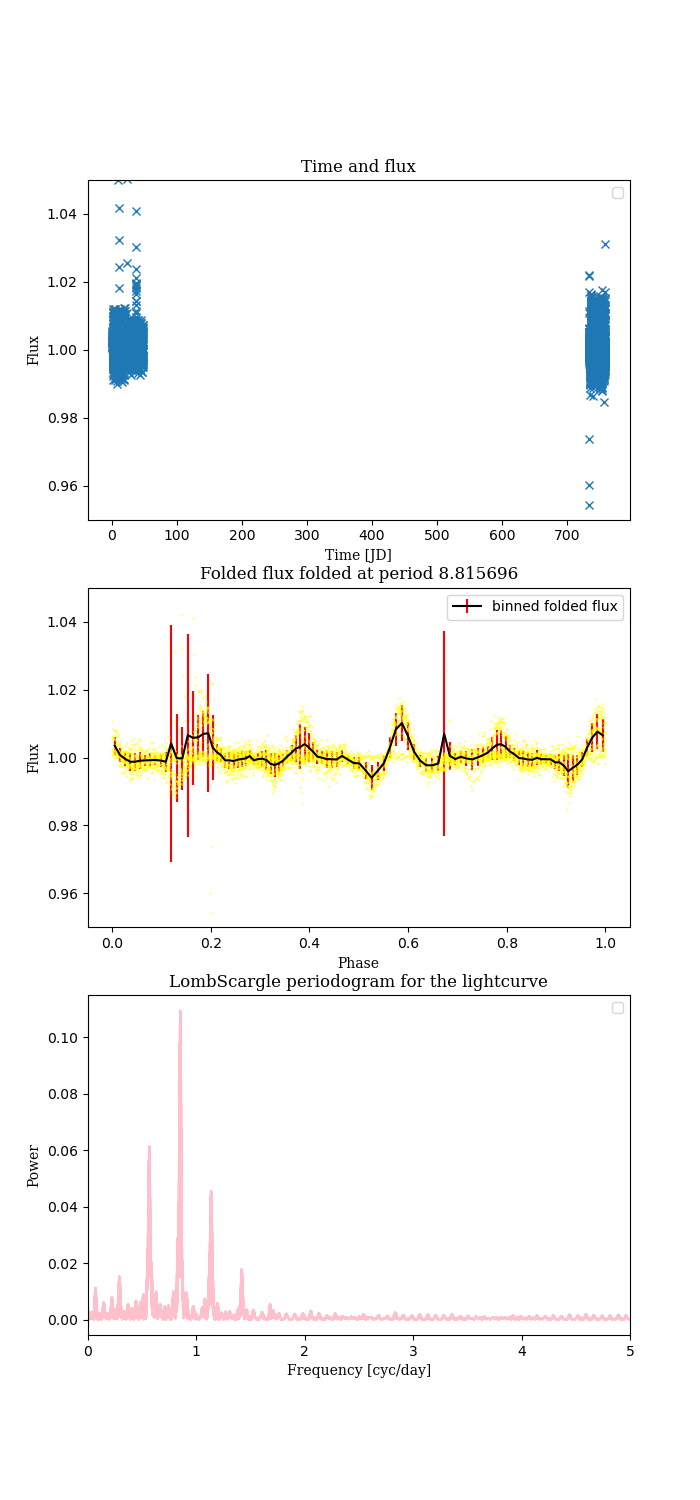 Time and flux
1.04
1.02
1.00
0.98
0.96
Flux
0 100 200 300 400 500 600 700
Time [JD]
Folded flux folded at period 8.815696
binned folded flux
1.04
1.02
1.00
0.98
0.96
Flux
0.0 0.2 0.4 0.6 0.8 1.0
Phase
LombScargle periodogram for the lightcurve
0.10
0.08
0.06
0.04
0.02
0.00
Power
0 1 2 3 4 5
Frequency [cyc/day]